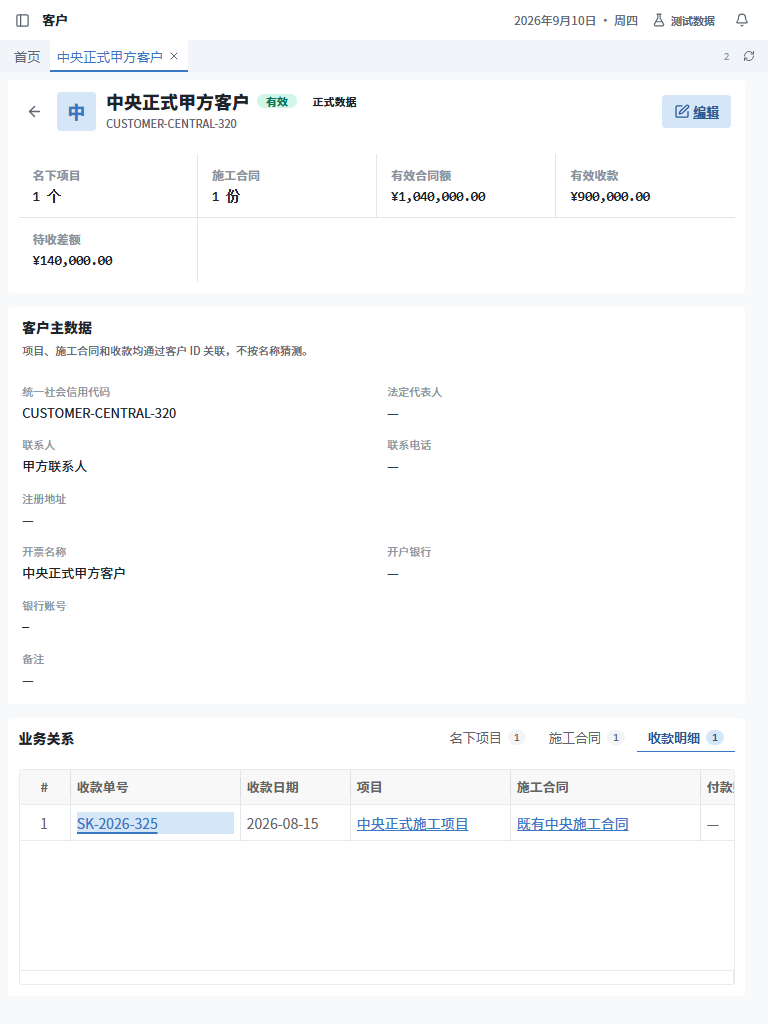 客户
2026年9月10日 • 周四 测试数据
首页 中央正式甲方客户 × 2
中 中央正式甲方客户 有效 正式数据
CUSTOMER-CENTRAL-320
编辑
名下项目 施工合同 有效合同额 有效收款
1 个 1 份 ¥1,040,000.00 ¥900,000.00
待收差额
¥140,000.00
客户主数据
项目、施工合同和收款均通过客户 ID 关联，不按名称猜测。
统一社会信用代码 法定代表人
CUSTOMER-CENTRAL-320 —
联系人 联系电话
甲方联系人 —
注册地址
—
开票名称 开户银行
中央正式甲方客户 —
银行账号
–
备注
—
业务关系 名下项目 1 施工合同 1 收款明细 1
# 收款单号 收款日期 项目 施工合同 付款
1 SK-2026-325 2026-08-15 中央正式施工项目 既有中央施工合同 —